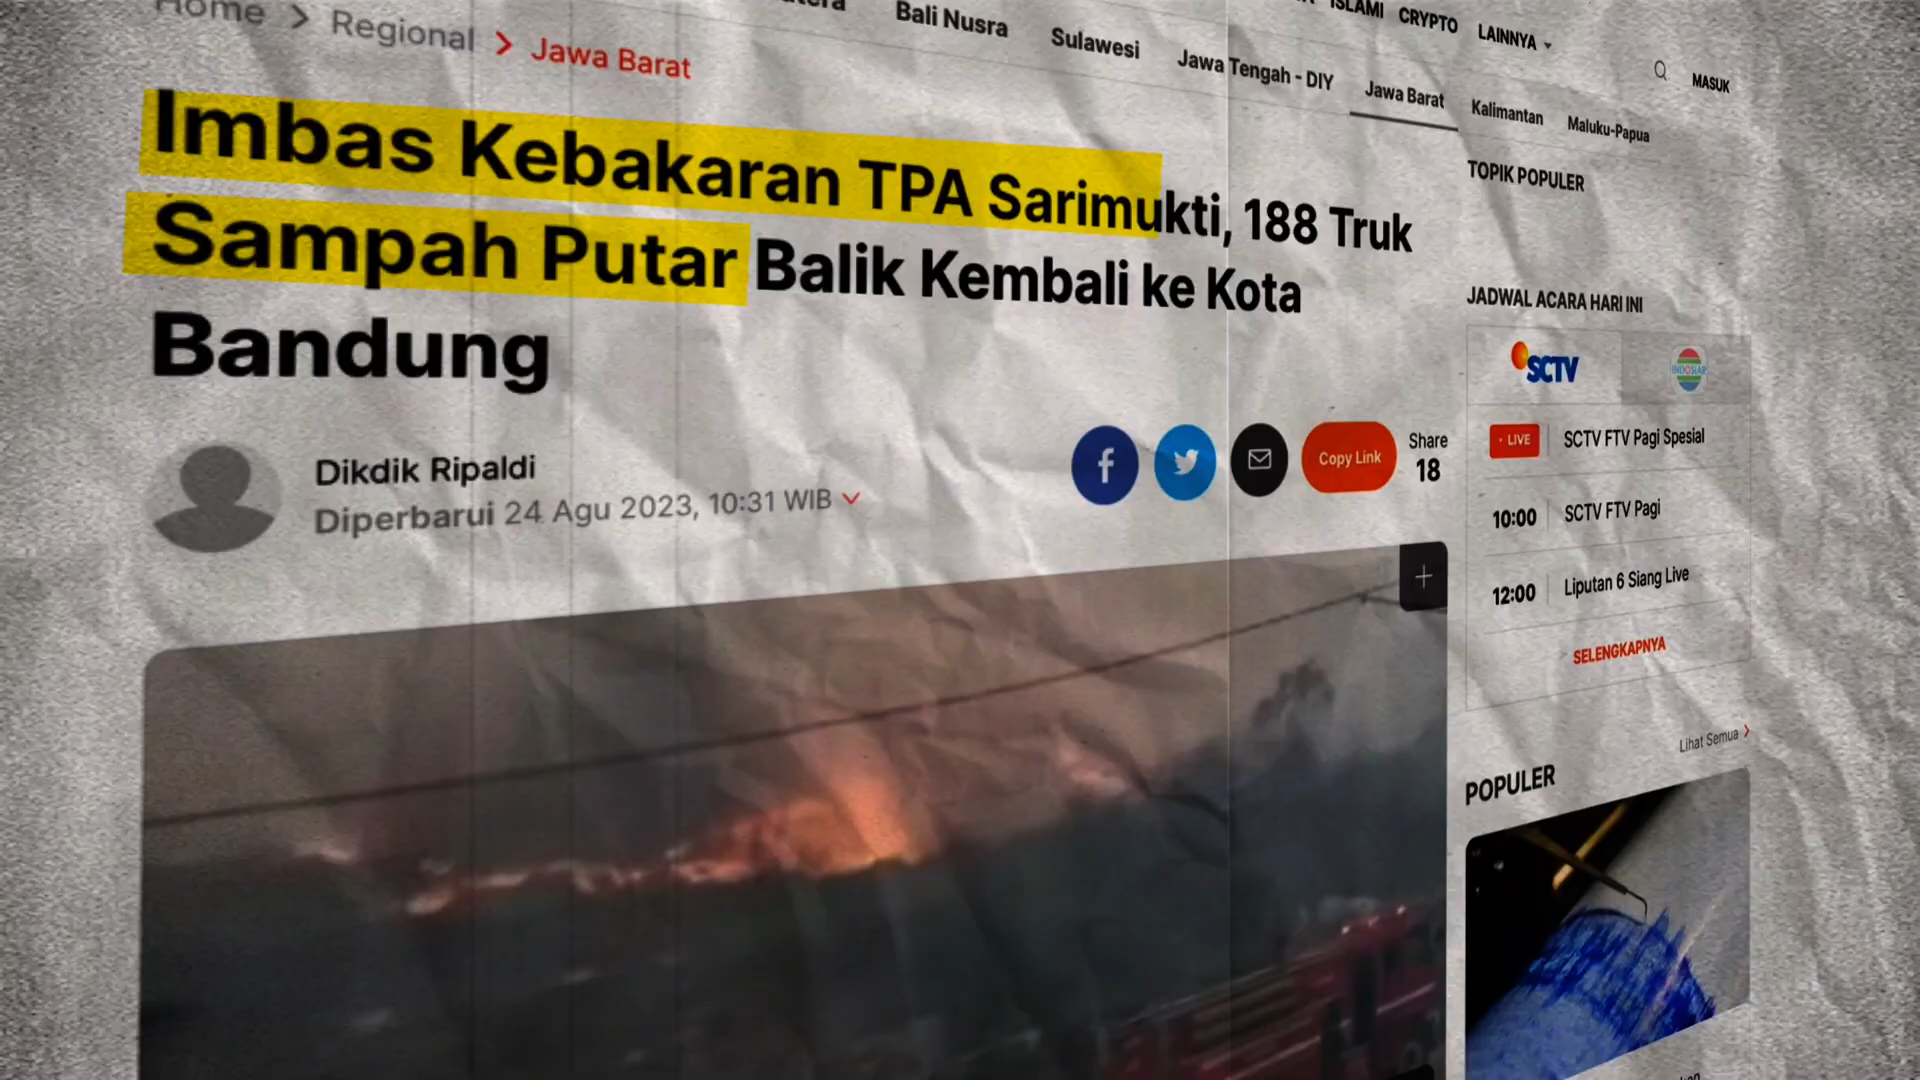 Home > Regional > Jawa Barat
Bali Nusra
Sulawesi
Jawa Tengah - DIY
Jawa Barat
Kalimantan
Maluku-Papua
ISLAMI
CRYPTO
LAINNYA
MASUK
Imbas Kebakaran TPA Sarimukti, 188 Truk
Sampah Putar Balik Kembali ke Kota
Bandung
Dikdik Ripaldi
Diperbarui 24 Agu 2023, 10:31 WIB
Copy Link
Share
18
TOPIK POPULER
JADWAL ACARA HARI INI
SCTV
INDOSIAR
• LIVE
SCTV FTV Pagi Spesial
10:00
SCTV FTV Pagi
12:00
Liputan 6 Siang Live
SELENGKAPNYA
Lihat Semua >
POPULER